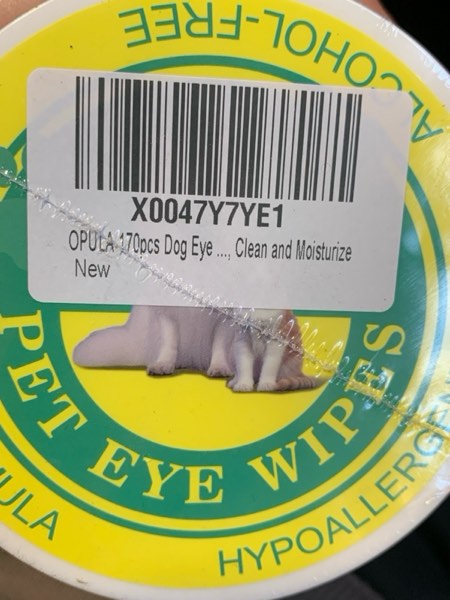 ALCOHOL-FREE
X0047Y7YE1
OPULA 170pcs Dog Eye ..., Clean and Moisturize
New
PET EYE WIPES
ULA
HYPOALLERGEN